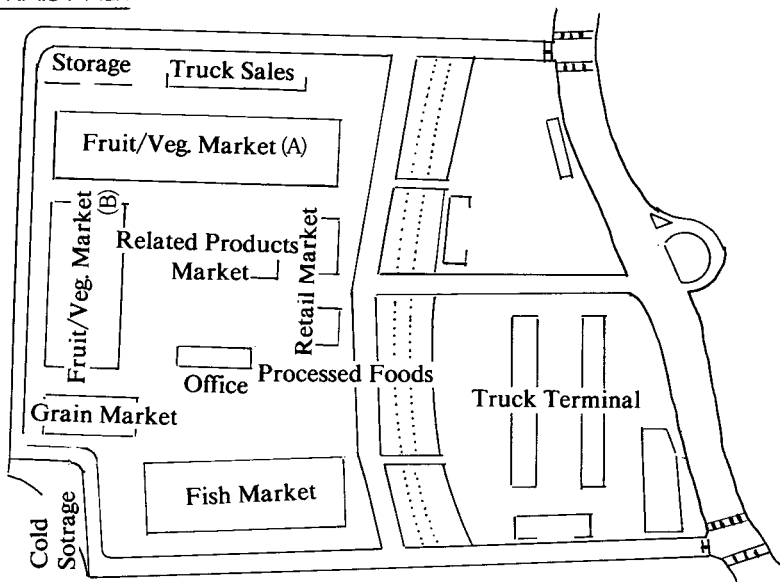 Storage
Truck Sales
Fruit/Veg. Market (A)
Fruit/Veg. Market
(B)
Related Products
Market
Retail Market
Office
Processed Foods
Truck Terminal
Grain Market
Fish Market
Cold
Sotrage